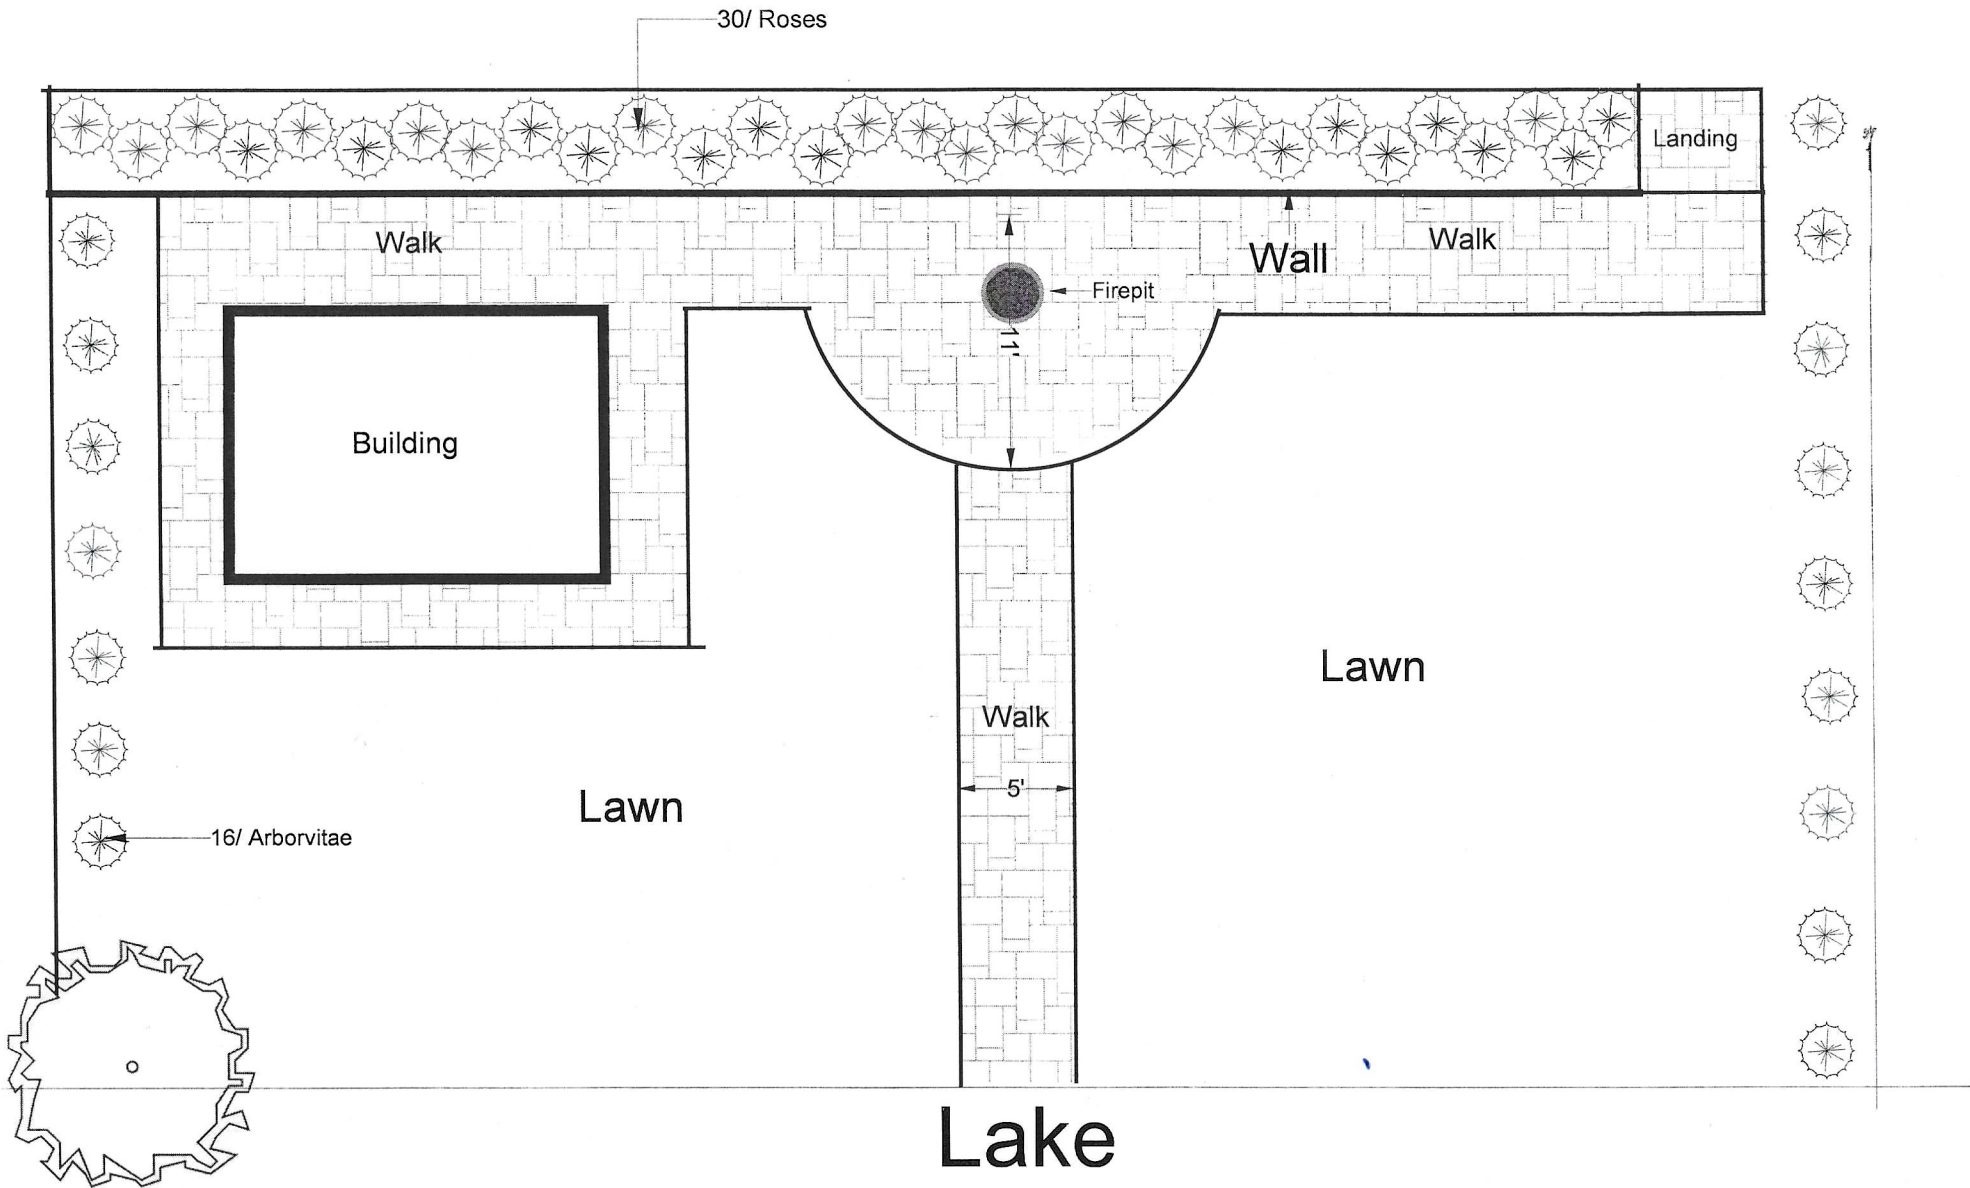 30/ Roses
Landing
Walk
Wall
Walk
Firepit
11'
Building
Lawn
Walk
5'
Lawn
16/ Arborvitae
Lake